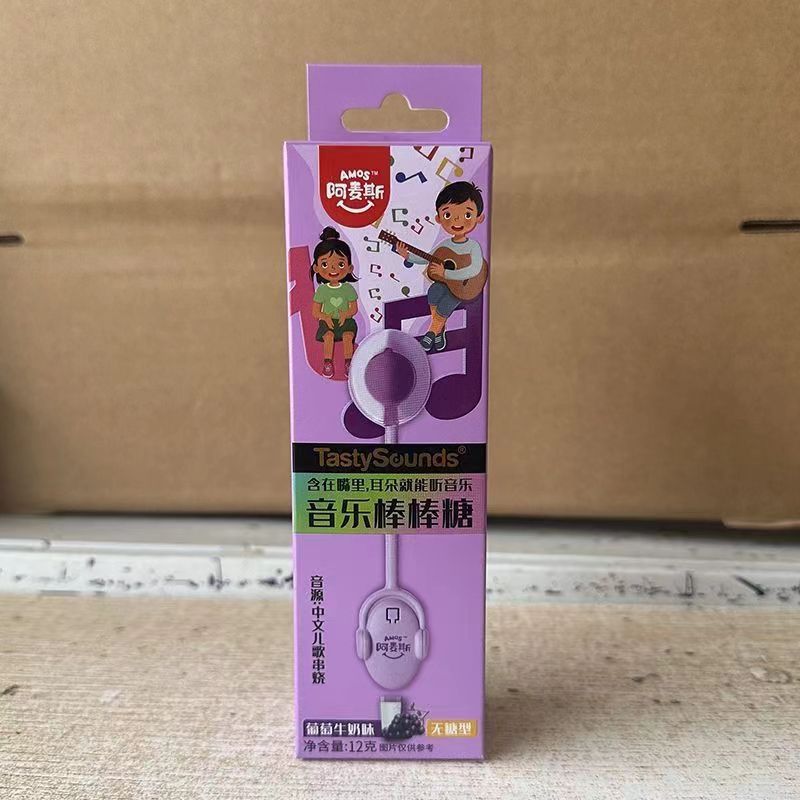 AMOS™
阿麦斯
TastySounds®
含在嘴里,耳朵就能听音乐
音乐棒棒糖
音源:中文儿歌串烧
AMOS™
阿麦斯
葡萄牛奶味
无糖型
净含量:12克 图片仅供参考